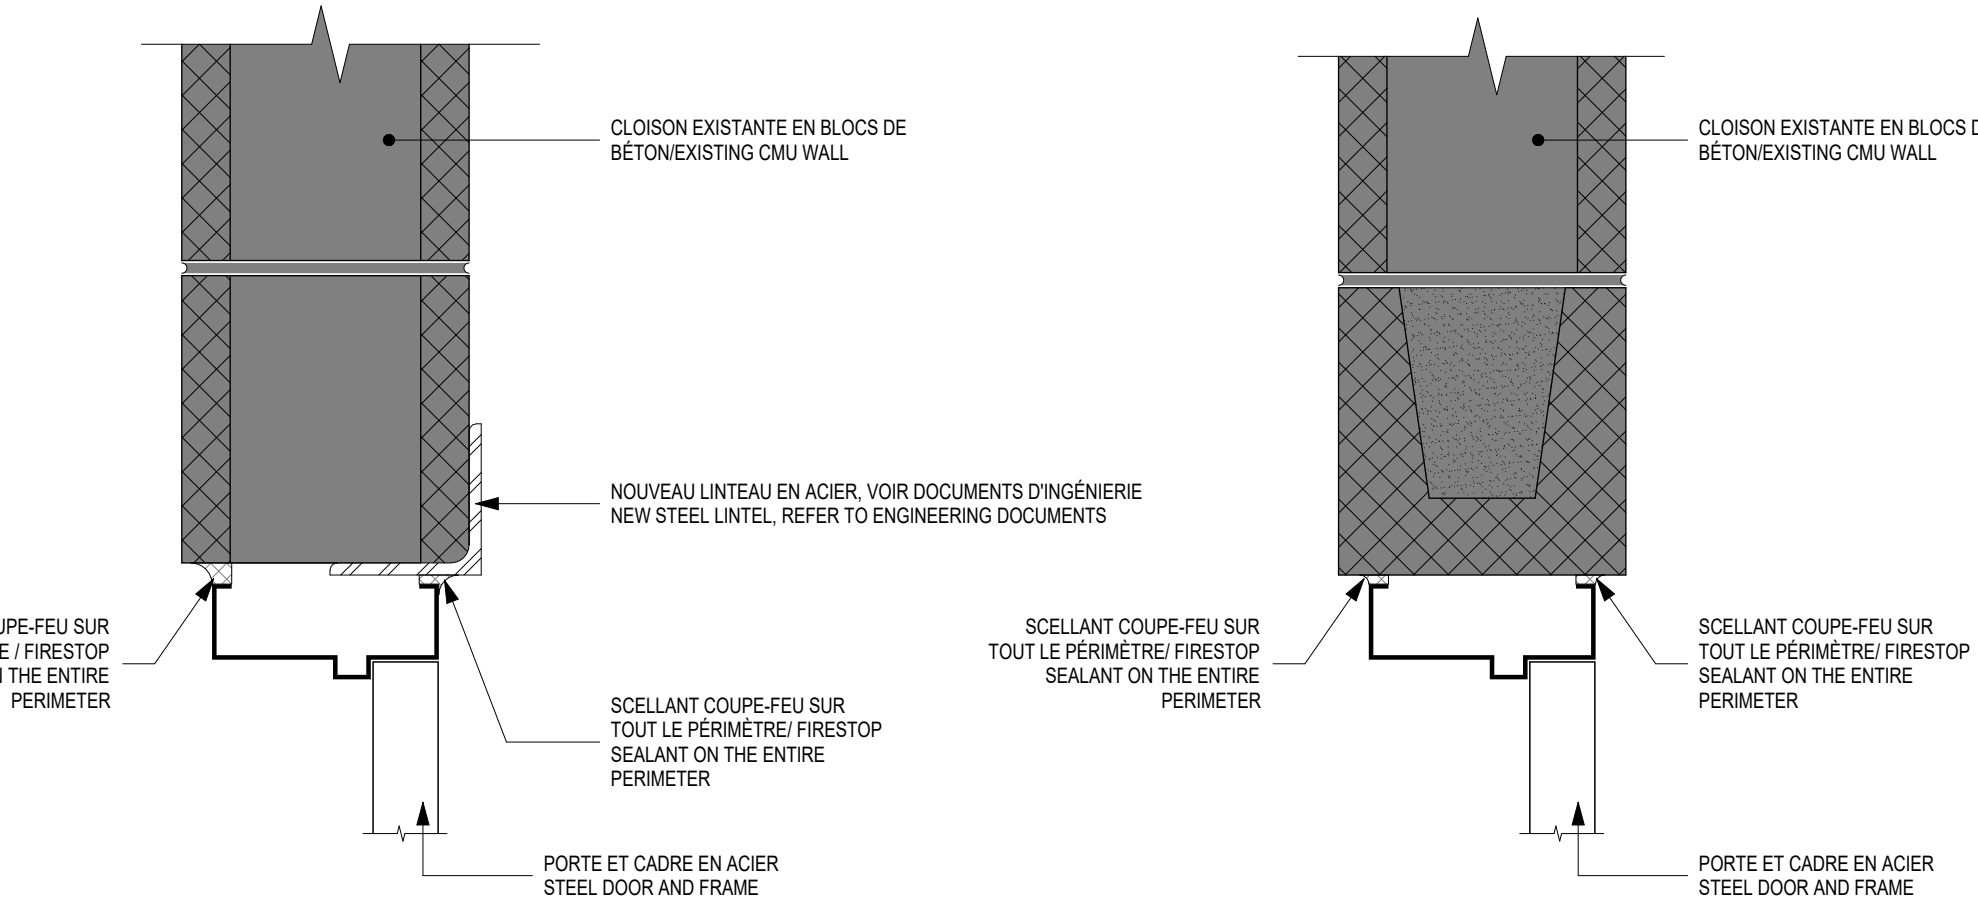 CLOISON EXISTANTE EN BLOCS DE
BÉTON/EXISTING CMU WALL
NOUVEAU LINTEAU EN ACIER, VOIR DOCUMENTS D'INGÉNIERIE
NEW STEEL LINTEL, REFER TO ENGINEERING DOCUMENTS
UPE-FEU SUR
E / FIRESTOP
N THE ENTIRE
PERIMETER
SCELLANT COUPE-FEU SUR
TOUT LE PÉRIMÈTRE/ FIRESTOP
SEALANT ON THE ENTIRE
PERIMETER
PORTE ET CADRE EN ACIER
STEEL DOOR AND FRAME
CLOISON EXISTANTE EN BLOCS D
BÉTON/EXISTING CMU WALL
SCELLANT COUPE-FEU SUR
TOUT LE PÉRIMÈTRE/ FIRESTOP
SEALANT ON THE ENTIRE
PERIMETER
SCELLANT COUPE-FEU SUR
TOUT LE PÉRIMÈTRE/ FIRESTOP
SEALANT ON THE ENTIRE
PERIMETER
PORTE ET CADRE EN ACIER
STEEL DOOR AND FRAME